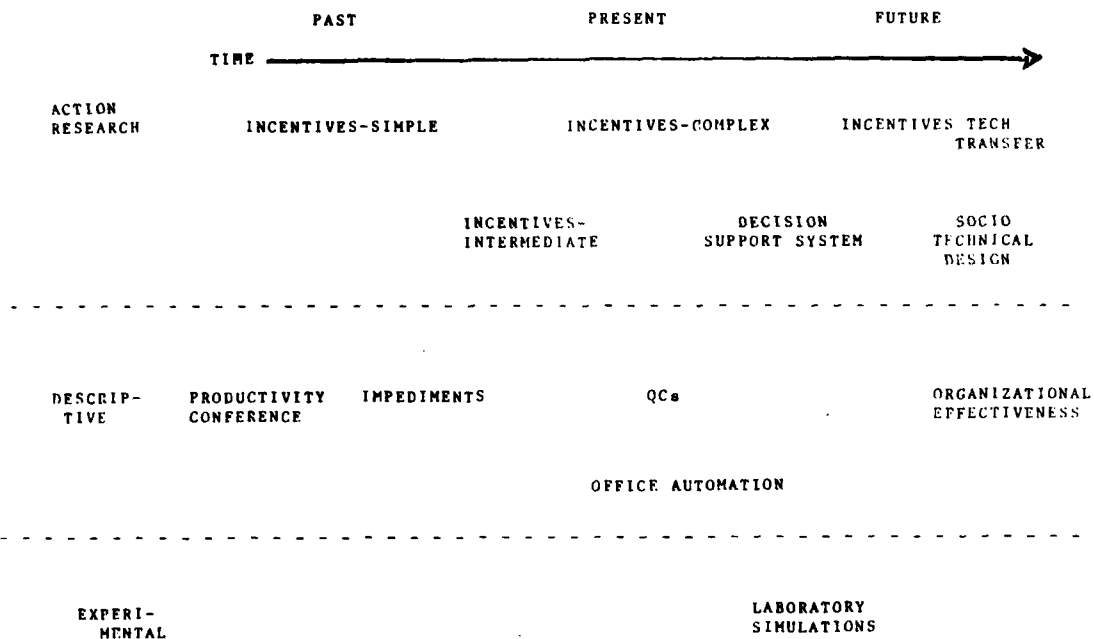 PAST PRESENT FUTURE
TIME
ACTION
RESEARCH INCENTIVES-SIMPLE INCENTIVES-COMPLEX INCENTIVES TECH
TRANSFER
INCENTIVES- DECISION SOCIO
INTERMEDIATE SUPPORT SYSTEM TECHNICAL
DESIGN
DESCRIP- PRODUCTIVITY IMPEDIMENTS QCs ORGANIZATIONAL
TIVE CONFERENCE EFFECTIVENESS
OFFICE AUTOMATION
EXPERI- LABORATORY
MENTAL SIMULATIONS